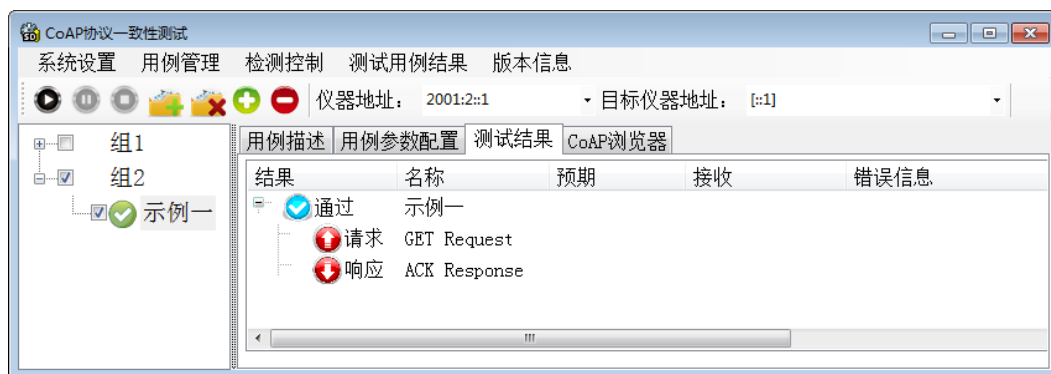 CoAP协议一致性测试
系统设置 用例管理 检测控制 测试用例结果 版本信息
仪器地址： 2001:2::1 目标仪器地址： [::1]
组1
组2
示例一
用例描述 用例参数配置 测试结果 CoAP浏览器
结果 名称 预期 接收 错误信息
通过 示例一
请求 GET Request
响应 ACK Response